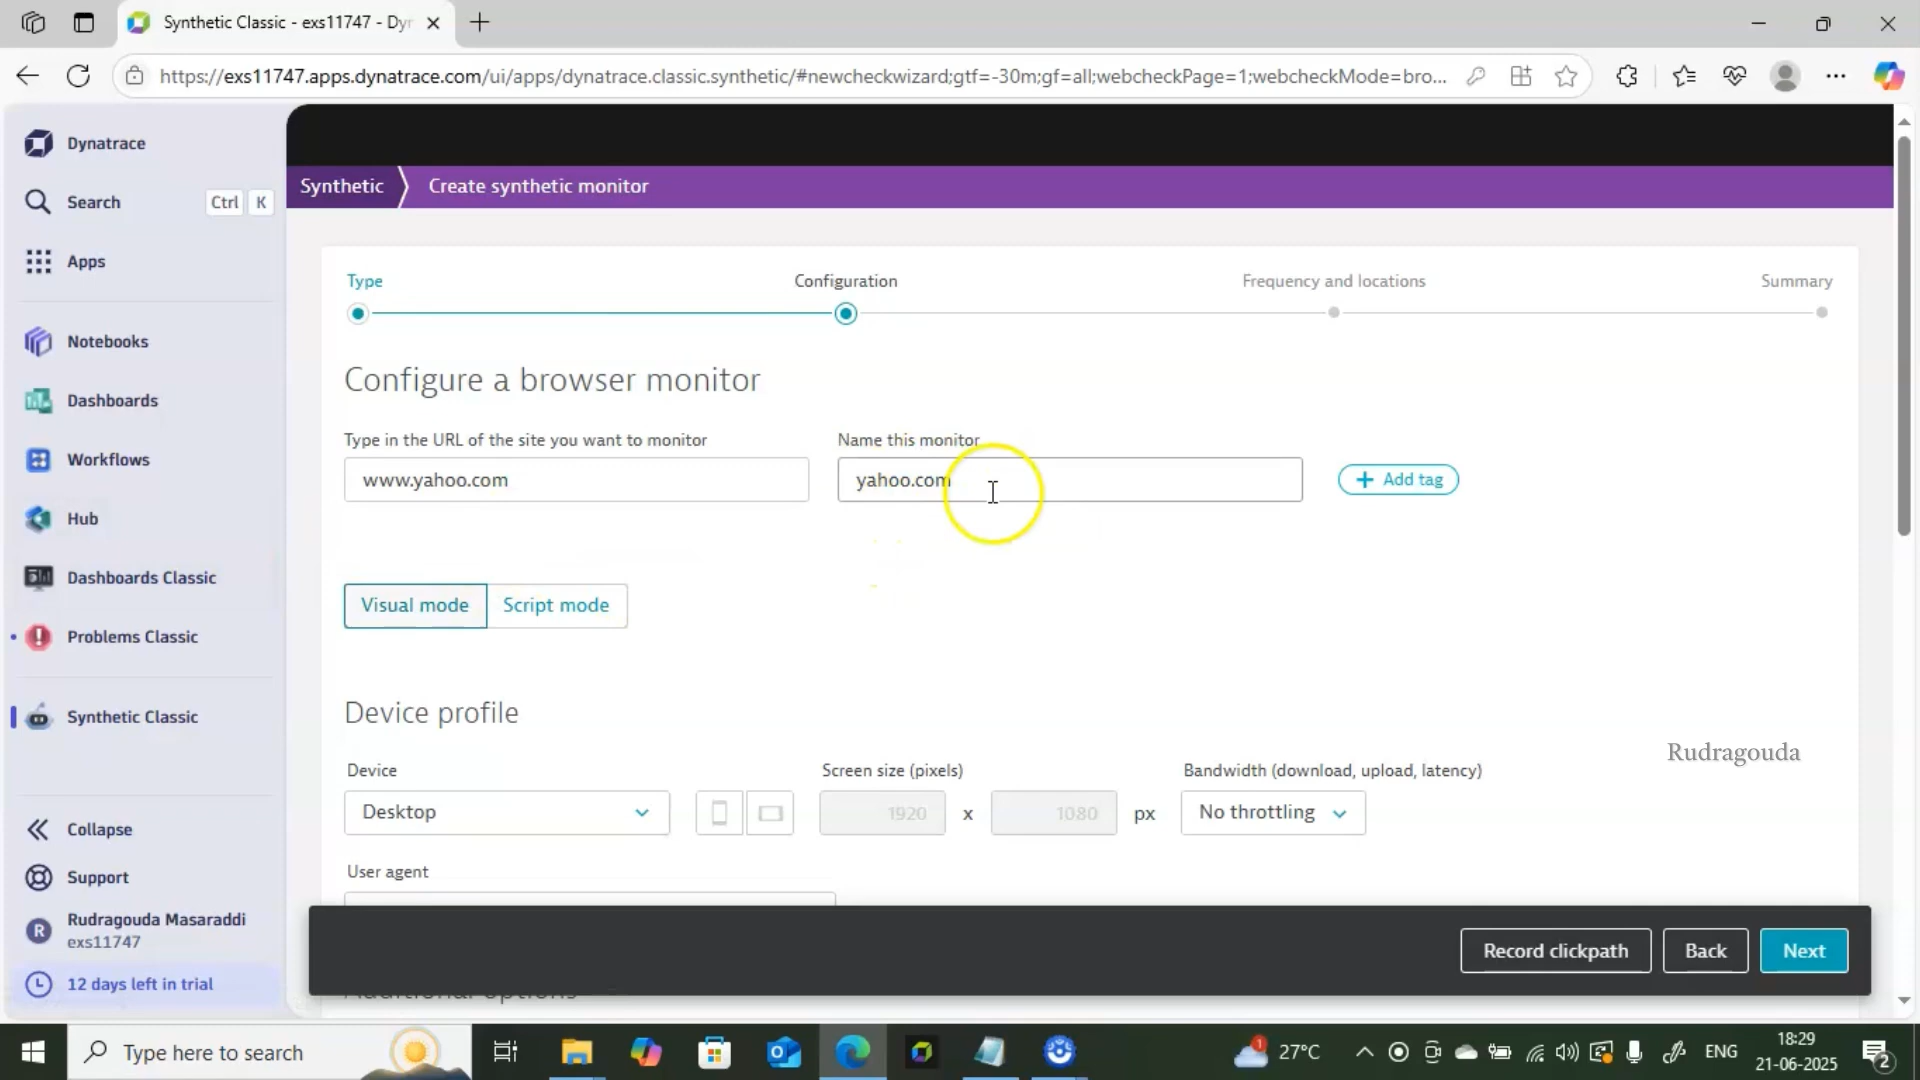 Synthetic Classic - exs11747 - Dyr
https://exs11747.apps.dynatrace.com/ui/apps/dynatrace.classic.synthetic/#newcheckwizard;gtf=-30m;gf=all;webcheckPage=1;webcheckMode=bro...
Dynatrace
Search Ctrl K
Apps
Notebooks
Dashboards
Workflows
Hub
Dashboards Classic
Problems Classic
Synthetic Classic
Collapse
Support
R Rudragouda Masaraddi
exs11747
12 days left in trial
Synthetic Create synthetic monitor
Type Configuration Frequency and locations Summary
Configure a browser monitor
Type in the URL of the site you want to monitor Name this monitor
www.yahoo.com yahoo.com + Add tag
Visual mode Script mode
Device profile
Rudragouda
Device Screen size (pixels) Bandwidth (download, upload, latency)
Desktop 1920 x 1080 px No throttling
User agent
Record clickpath Back Next
Additional options
Type here to search 1 27°C ENG 18:29
21-06-2025 2